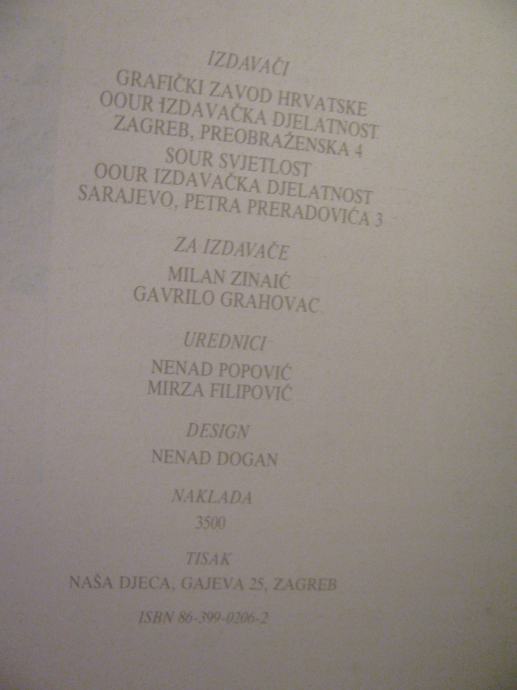 IZDAVAČI
GRAFIČKI ZAVOD HRVATSKE
OOUR IZDAVAČKA DJELATNOST
ZAGREB, PREOBRAŽENSKA 4
SOUR SVJETLOST
OOUR IZDAVAČKA DJELATNOST
SARAJEVO, PETRA PRERADOVIĆA 3
ZA IZDAVAČE
MILAN ZINAIĆ
GAVRILO GRAHOVAC
UREDNICI
NENAD POPOVIĆ
MIRZA FILIPOVIĆ
DESIGN
NENAD DOGAN
NAKLADA
3500
TISAK
NAŠA DJECA, GAJEVA 25, ZAGREB
ISBN 86-399-0206-2